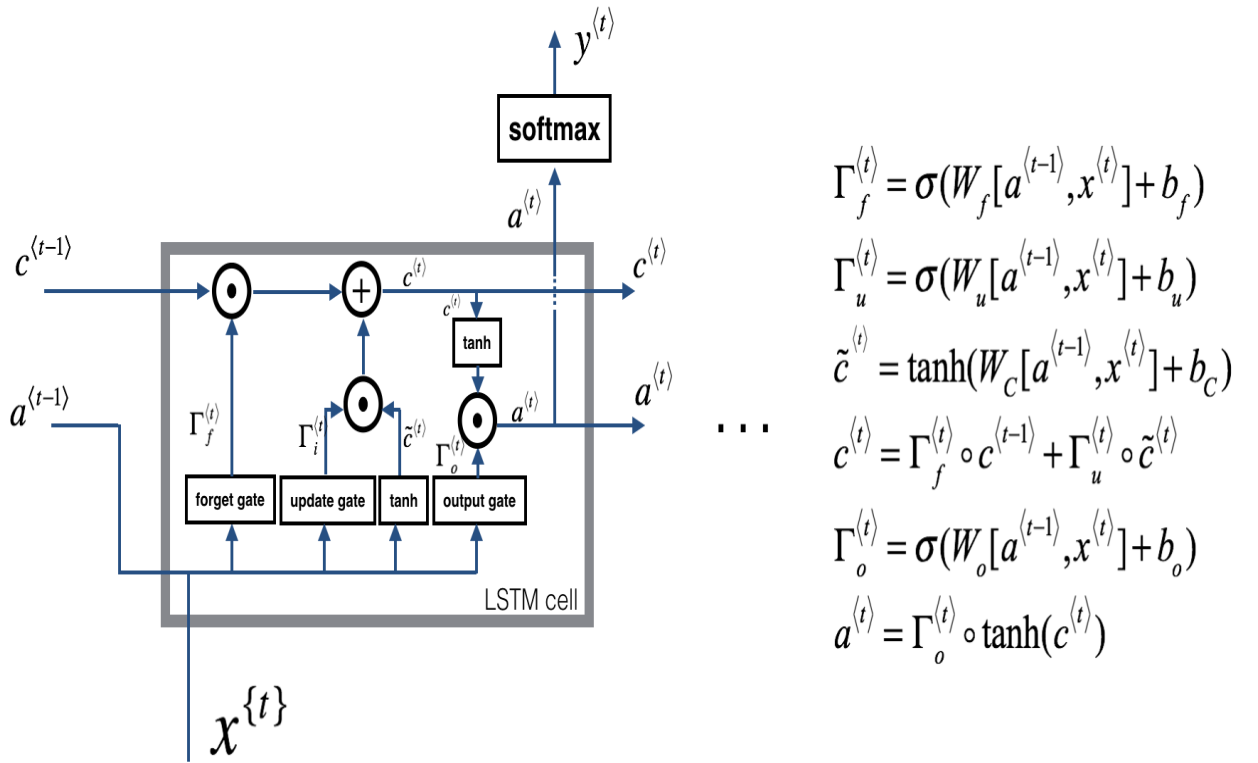 y⟨t⟩
softmax
a⟨t⟩
c⟨t−1⟩
c⟨t⟩
c⟨t⟩
c⟨t⟩
tanh
a⟨t−1⟩
a⟨t⟩
a⟨t⟩
Γf⟨t⟩
Γi⟨t⟩
c̃⟨t⟩
Γo⟨t⟩
forget gate
update gate
tanh
output gate
LSTM cell
x{t}
...
Γf⟨t⟩ = σ(Wf[a⟨t−1⟩, x⟨t⟩] + bf)
Γu⟨t⟩ = σ(Wu[a⟨t−1⟩, x⟨t⟩] + bu)
c̃⟨t⟩ = tanh(WC[a⟨t−1⟩, x⟨t⟩] + bC)
c⟨t⟩ = Γf⟨t⟩ ∘ c⟨t−1⟩ + Γu⟨t⟩ ∘ c̃⟨t⟩
Γo⟨t⟩ = σ(Wo[a⟨t−1⟩, x⟨t⟩] + bo)
a⟨t⟩ = Γo⟨t⟩ ∘ tanh(c⟨t⟩)